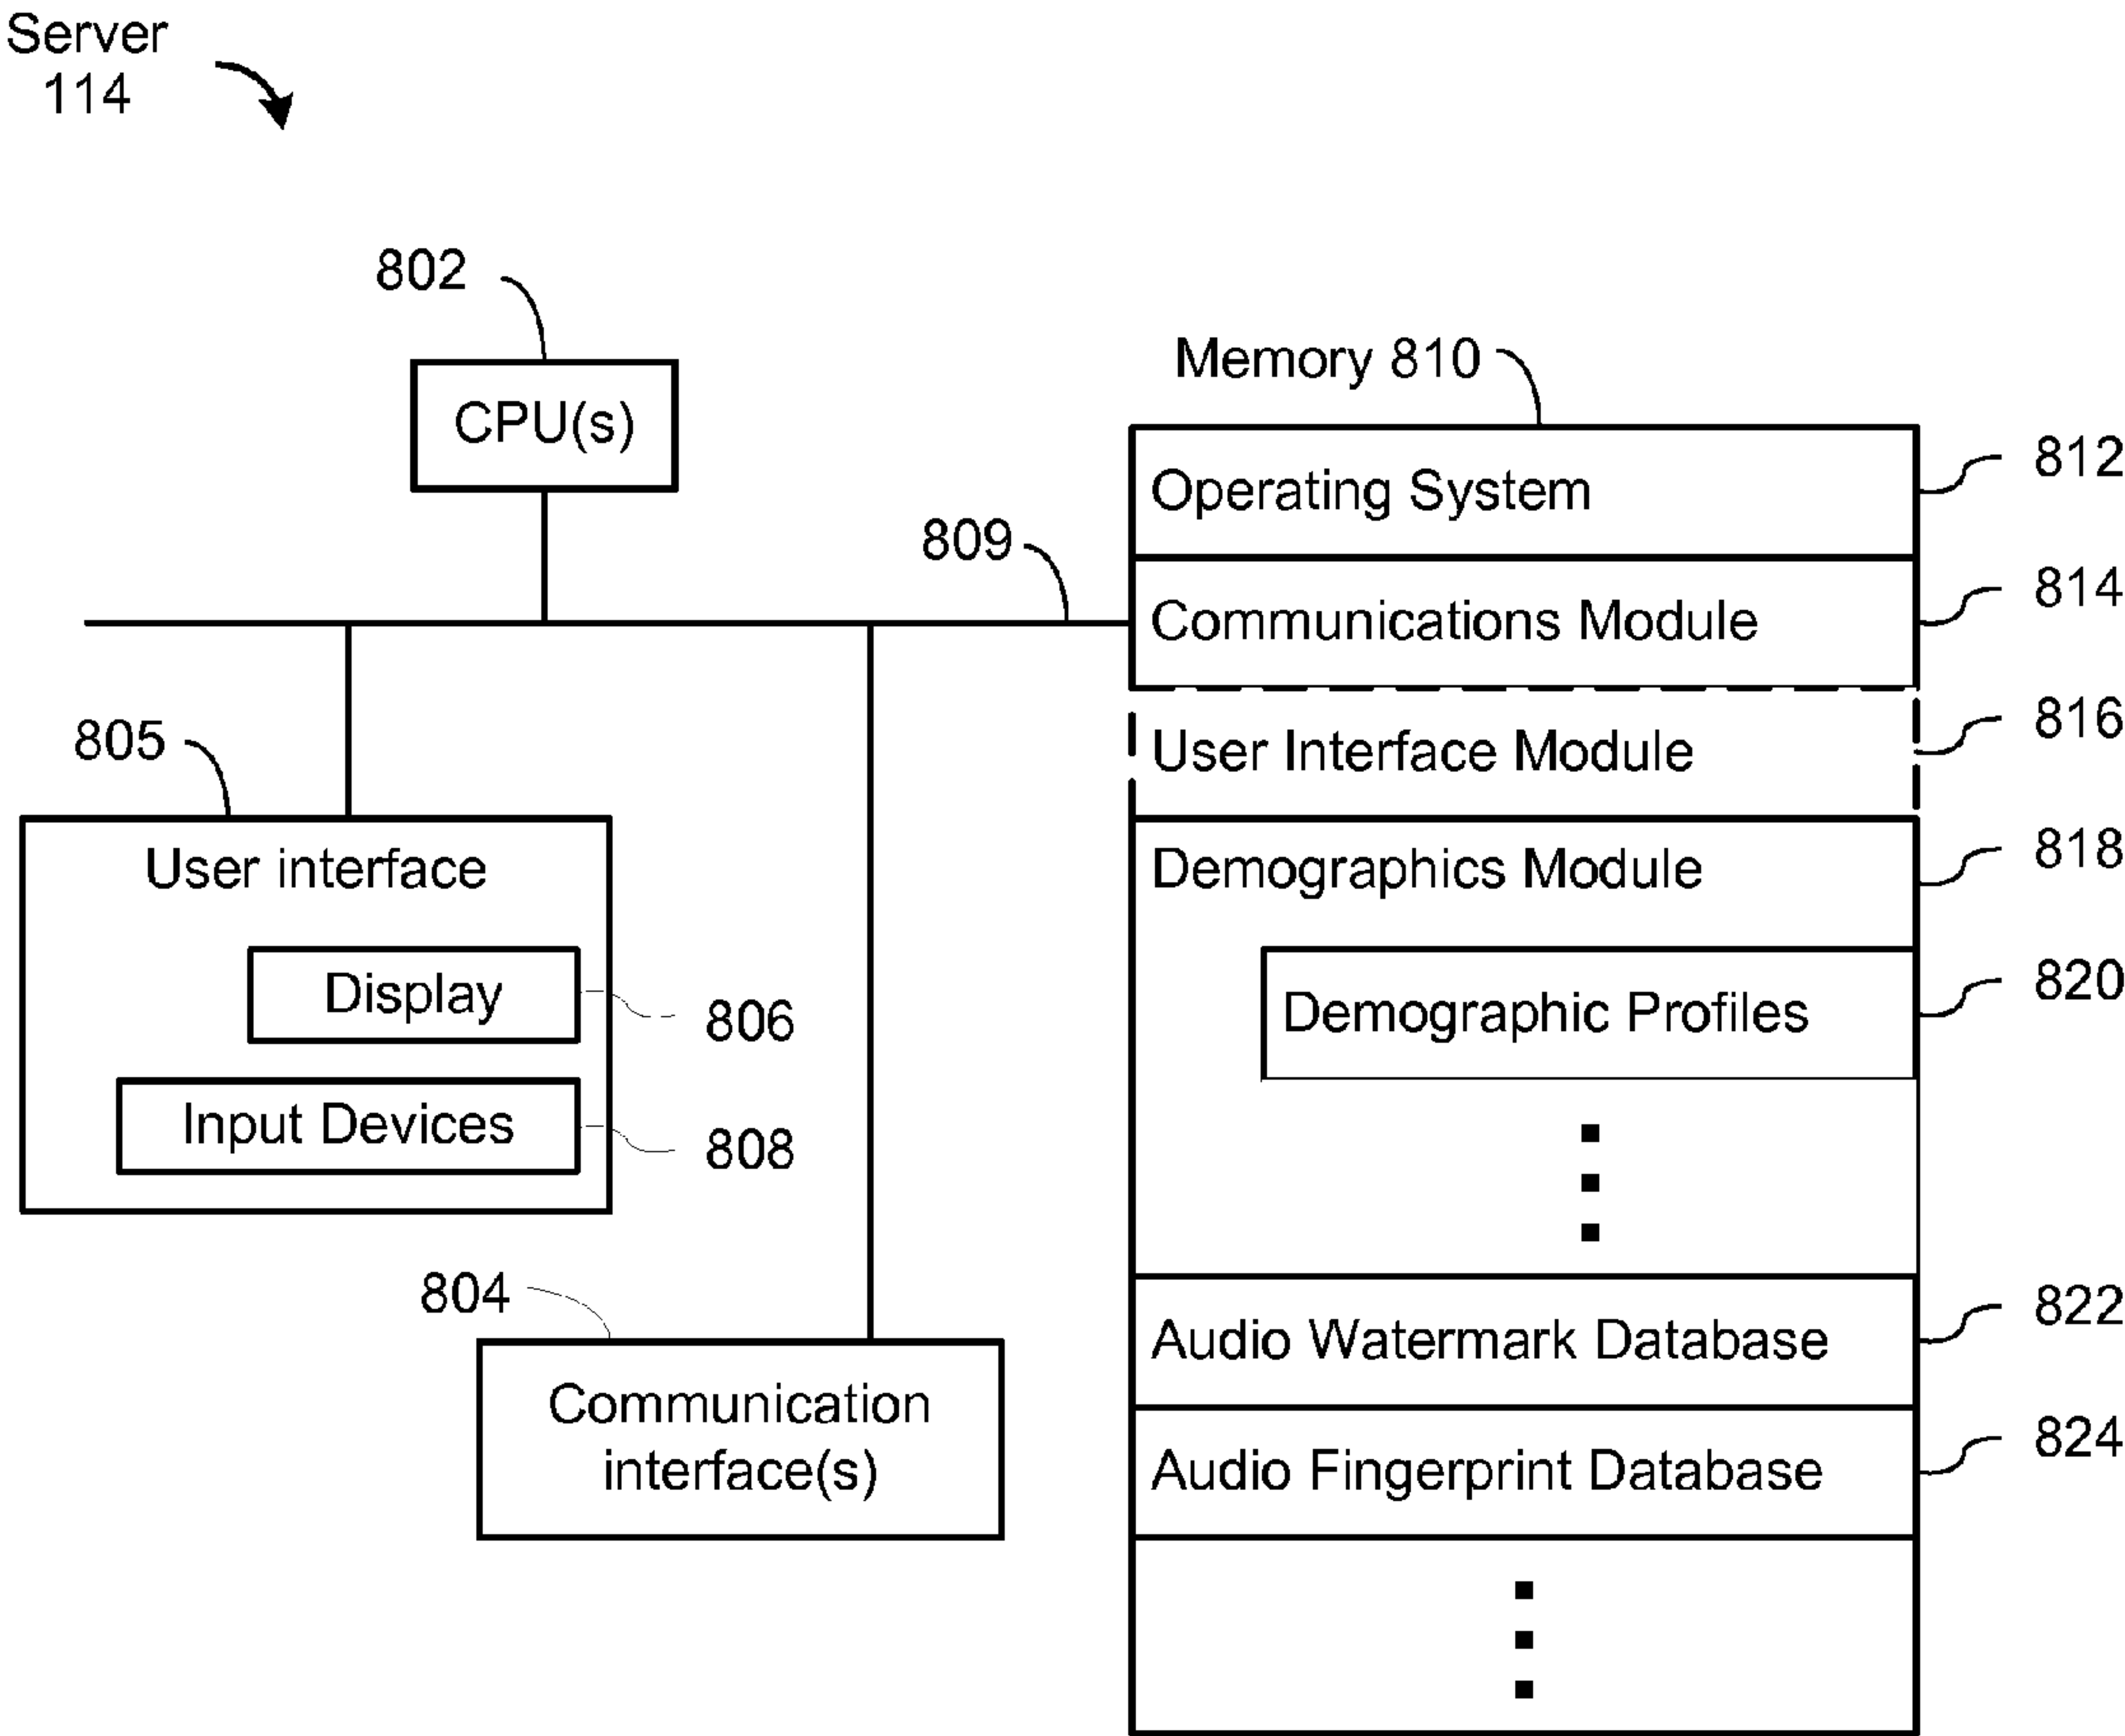 Server
114
802
CPU(s)
Memory 810
Operating System
812
809
Communications Module
814
User Interface Module
816
805
User interface
Display
806
Input Devices
808
Demographics Module
818
Demographic Profiles
820
804
Communication
interface(s)
Audio Watermark Database
822
Audio Fingerprint Database
824